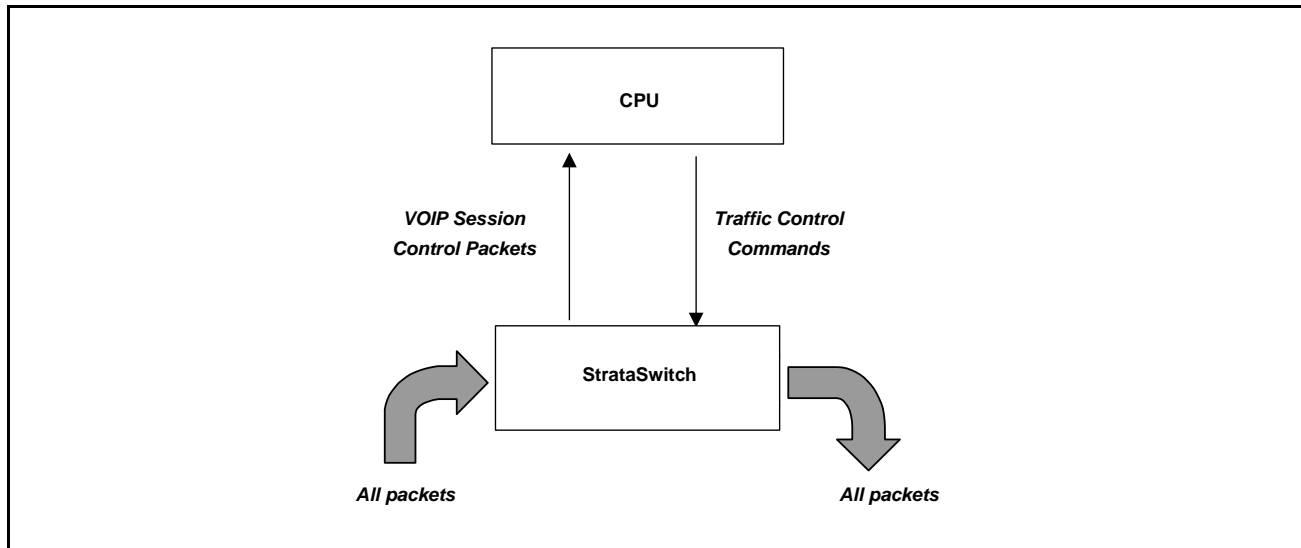 CPU
VOIP Session
Control Packets
Traffic Control
Commands
StrataSwitch
All packets
All packets